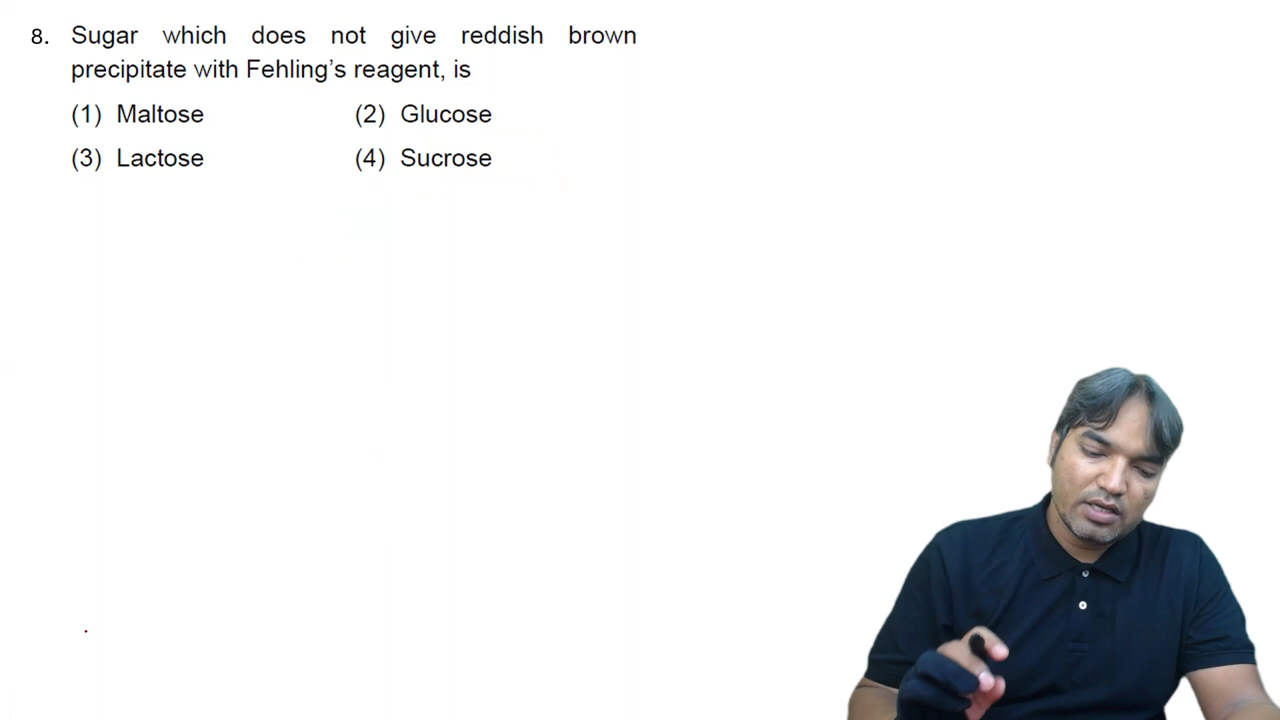 8. Sugar which does not give reddish brown
precipitate with Fehling’s reagent, is
(1) Maltose (2) Glucose
(3) Lactose (4) Sucrose